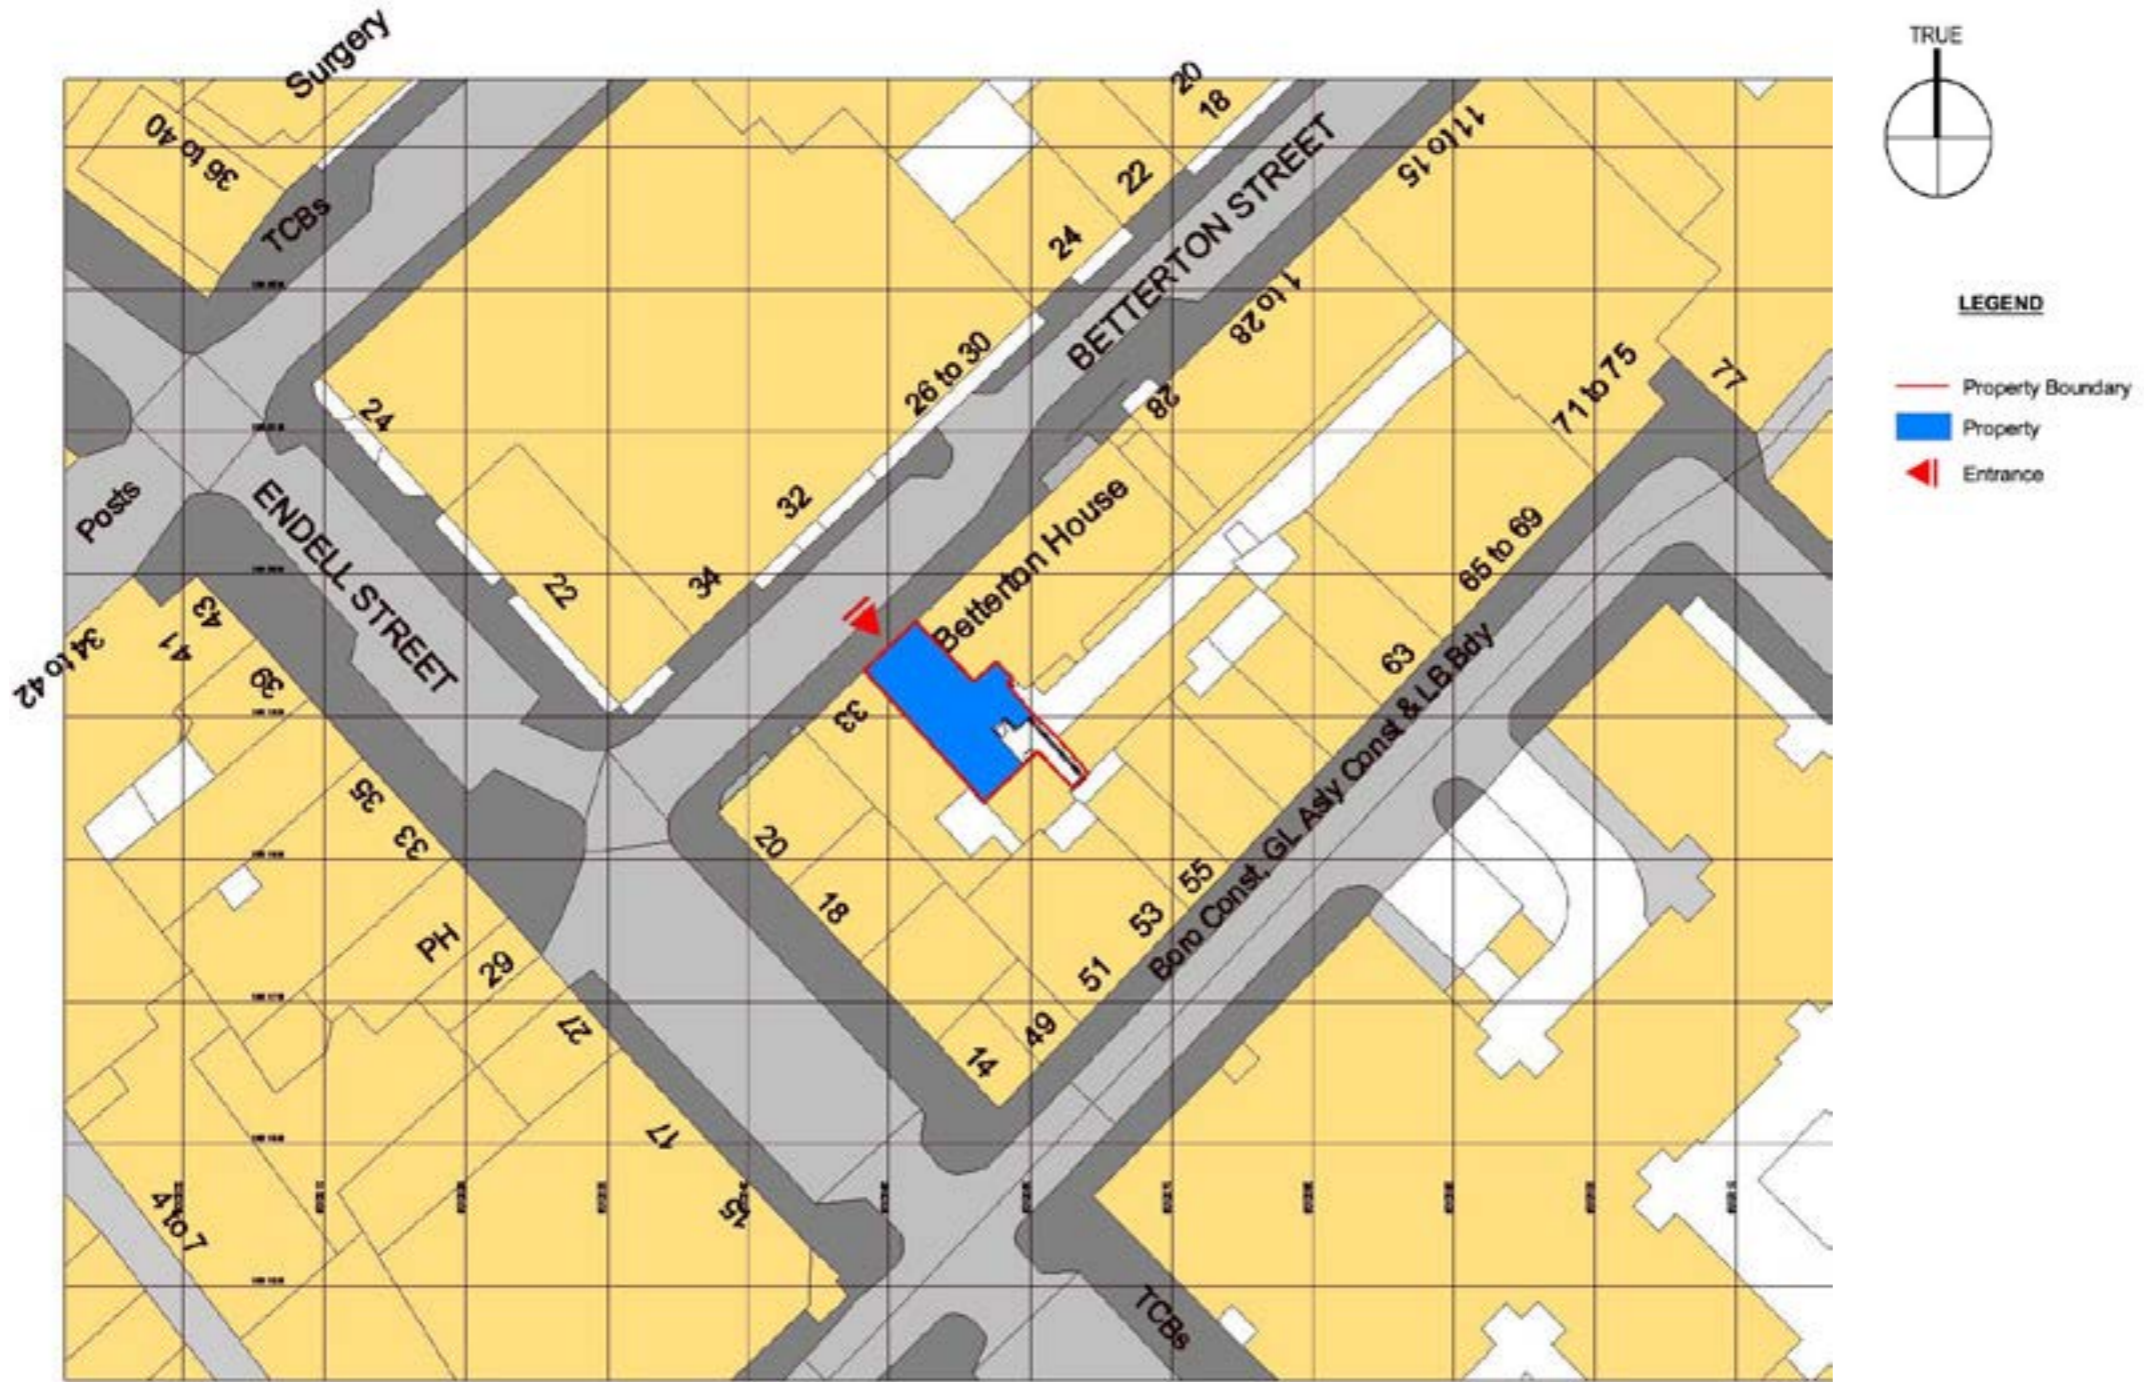 Surgery
TRUE
20
18
36 to 40
11 to 15
22
TCBs
BETTERTON STREET
24
LEGEND
1 to 28
26 to 30
71 to 75
77
Property Boundary
24
28
Property
Posts
ENDELL STREET
32
Entrance
Betterton House
65 to 69
22
34
43
41
34 to 42
39
63
33
Boro Const, GL Asly Const & LB Bdy
35
33
20
55
18
53
PH
29
51
27
49
14
17
15
4 to 7
TCBs